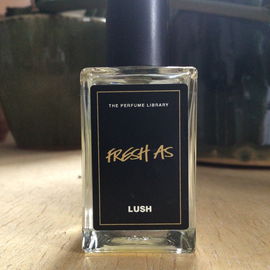 THE PERFUME LIBRARY
FRESH AS
LUSH